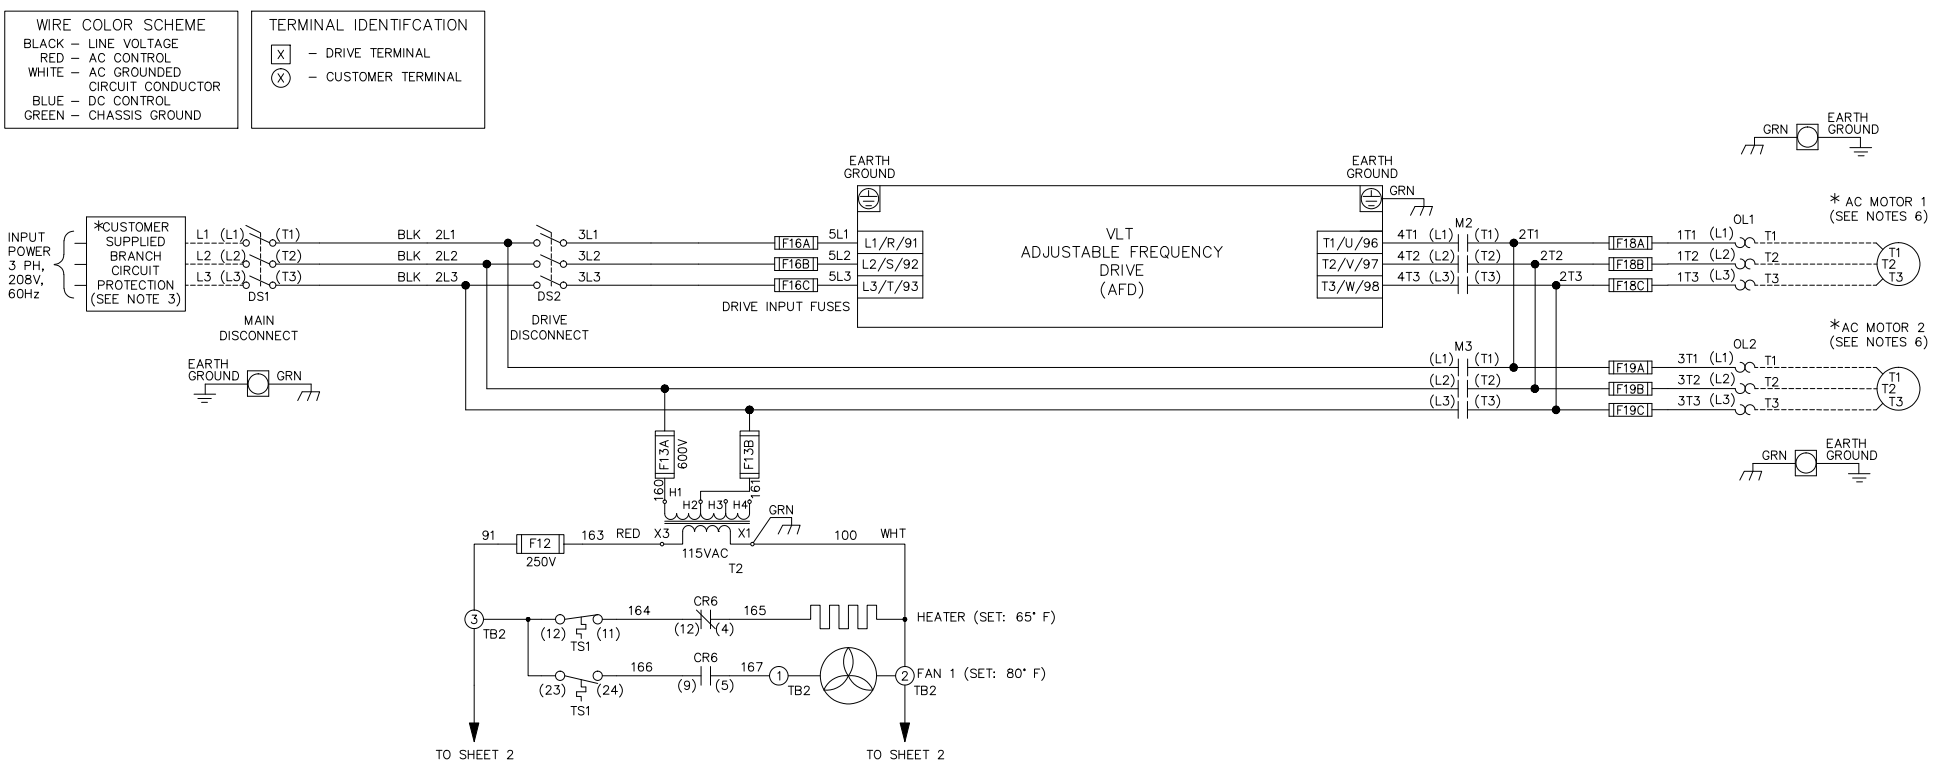 WIRE COLOR SCHEME
BLACK – LINE VOLTAGE
RED – AC CONTROL
WHITE – AC GROUNDED
CIRCUIT CONDUCTOR
BLUE – DC CONTROL
GREEN – CHASSIS GROUND
TERMINAL IDENTIFCATION
X – DRIVE TERMINAL
X – CUSTOMER TERMINAL
GRN
EARTH
GROUND
INPUT
POWER
3 PH,
208V,
60Hz
*CUSTOMER
SUPPLIED
BRANCH
CIRCUIT
PROTECTION
(SEE NOTE 3)
L1 (L1) (T1) BLK 2L1 3L1 F16A 5L1 L1/R/91
L2 (L2) (T2) BLK 2L2 3L2 F16B 5L2 L2/S/92
L3 (L3) (T3) BLK 2L3 3L3 F16C 5L3 L3/T/93
DS1
MAIN
DISCONNECT
DS2
DRIVE
DISCONNECT
DRIVE INPUT FUSES
EARTH
GROUND
VLT
ADJUSTABLE FREQUENCY
DRIVE
(AFD)
EARTH
GROUND
GRN
M2
OL1
* AC MOTOR 1
(SEE NOTES 6)
T1/U/96 4T1 (L1) (T1) 2T1 F18A 1T1 (L1) T1 T1
T2/V/97 4T2 (L2) (T2) 2T2 F18B 1T2 (L2) T2 T2
T3/W/98 4T3 (L3) (T3) 2T3 F18C 1T3 (L3) T3 T3
EARTH
GROUND
GRN
M3
OL2
*AC MOTOR 2
(SEE NOTES 6)
(L1) (T1) F19A 3T1 (L1) T1 T1
(L2) (T2) F19B 3T2 (L2) T2 T2
(L3) (T3) F19C 3T3 (L3) T3 T3
GRN
EARTH
GROUND
F13A
600V
F13B
160
161
H1
H2 H3 H4
GRN
91 F12 163 RED X3 X1 100 WHT
250V
115VAC
T2
3
TB2
164 CR6 165
(12) (11) (12) (4)
TS1
HEATER (SET: 65° F)
166 CR6 167
(23) (24) (9) (5)
TS1
1
TB2
2
TB2
FAN 1 (SET: 80° F)
TO SHEET 2
TO SHEET 2